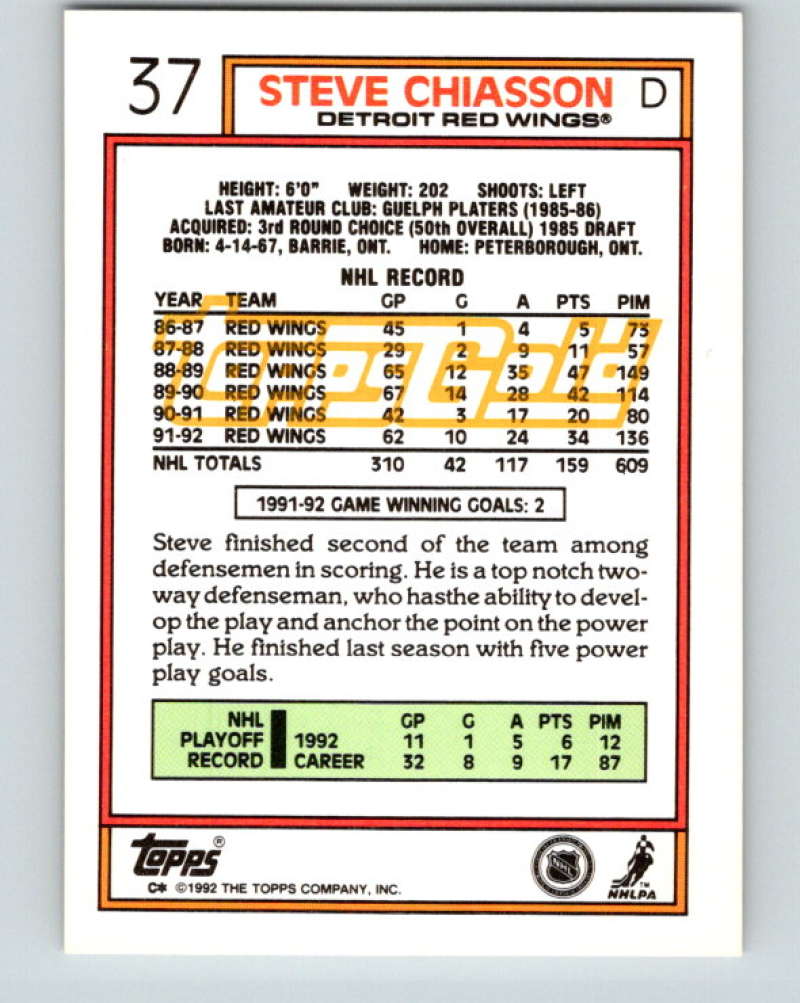 37
STEVE CHIASSON D
DETROIT RED WINGS®
HEIGHT: 6'0" WEIGHT: 202 SHOOTS: LEFT
LAST AMATEUR CLUB: GUELPH PLATERS (1985-86)
ACQUIRED: 3rd ROUND CHOICE (50th OVERALL) 1985 DRAFT
BORN: 4-14-67, BARRIE, ONT. HOME: PETERBOROUGH, ONT.
NHL RECORD
YEAR TEAM GP G A PTS PIM
86-87 RED WINGS 45 1 4 5 73
87-88 RED WINGS 29 2 9 11 57
88-89 RED WINGS 65 12 35 47 149
89-90 RED WINGS 67 14 28 42 114
90-91 RED WINGS 42 3 17 20 80
91-92 RED WINGS 62 10 24 34 136
NHL TOTALS 310 42 117 159 609
ToppsGold
1991-92 GAME WINNING GOALS: 2
Steve finished second of the team among
defensemen in scoring. He is a top notch two-
way defenseman, who hasthe ability to devel-
op the play and anchor the point on the power
play. He finished last season with five power
play goals.
NHL GP G A PTS PIM
PLAYOFF 1992 11 1 5 6 12
RECORD CAREER 32 8 9 17 87
TOPPS®
C* ©1992 THE TOPPS COMPANY, INC.
NHL
TM
NHLPA